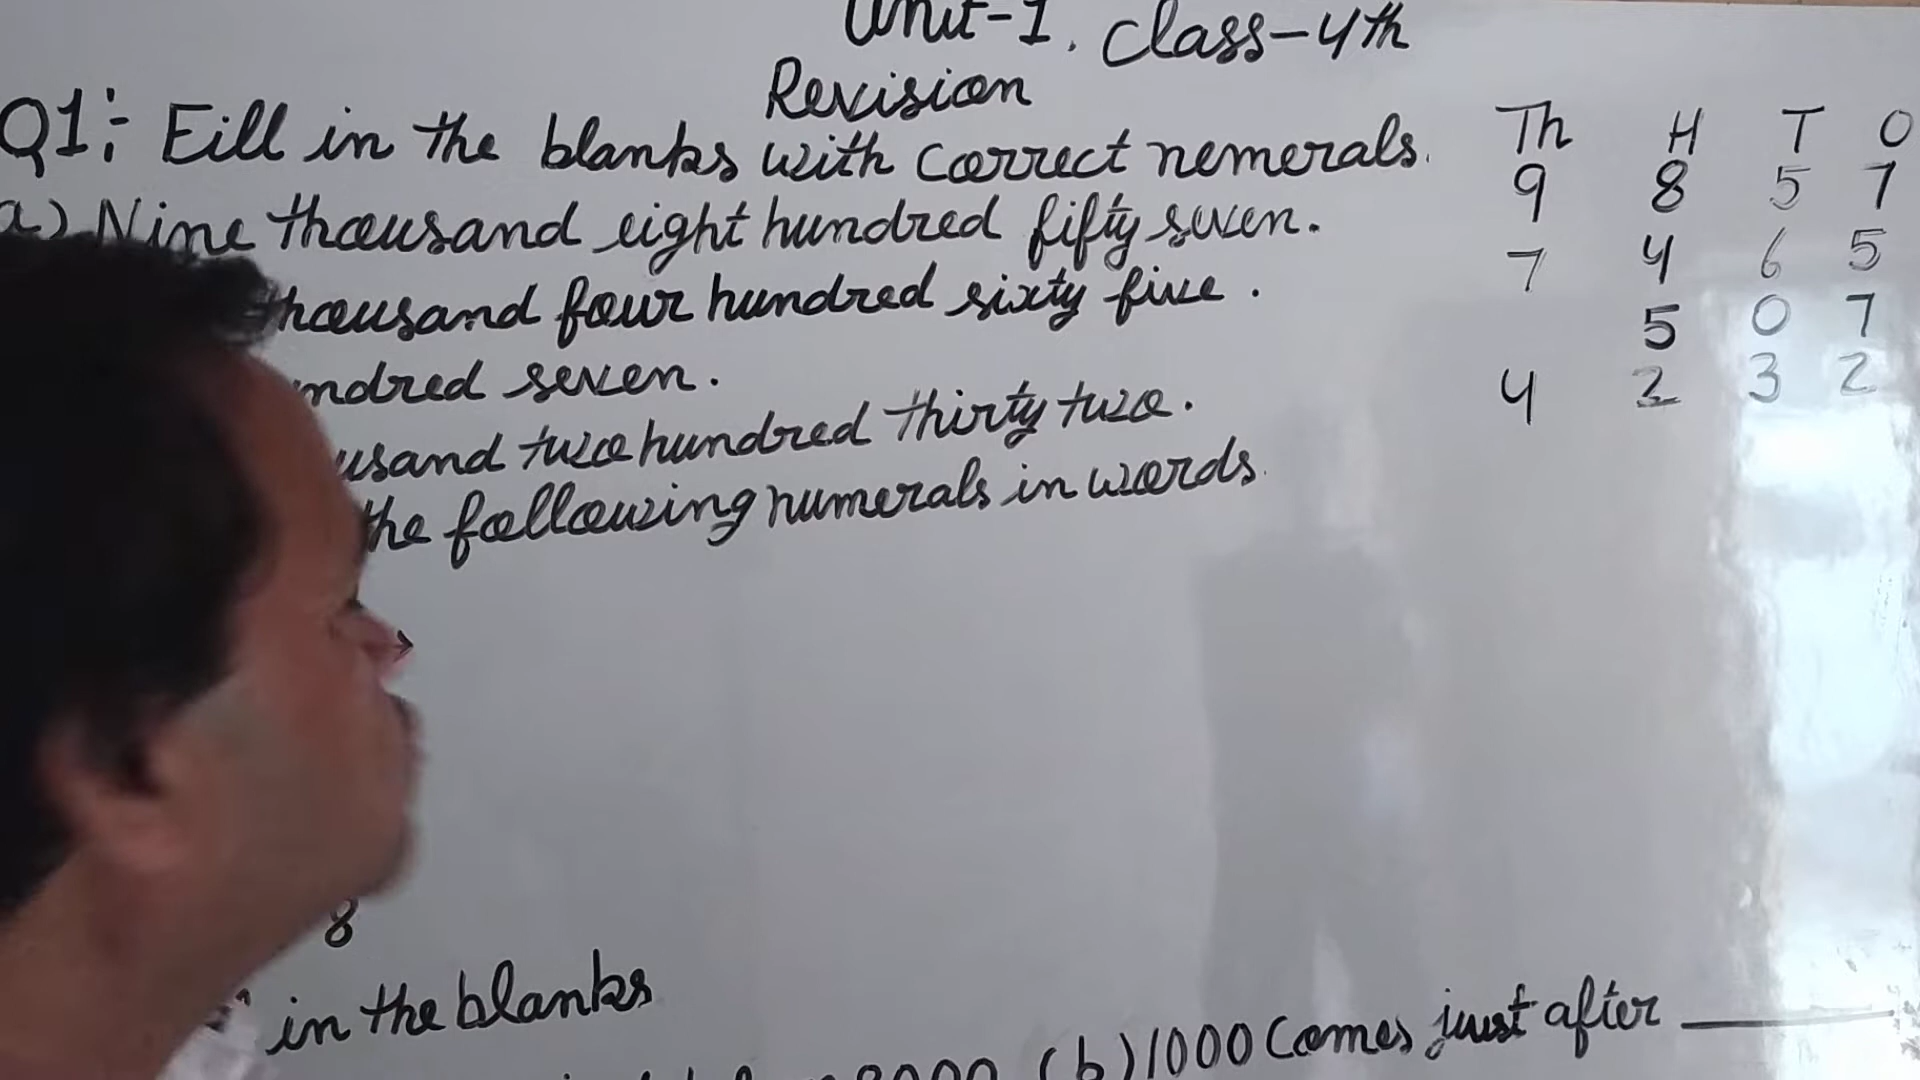 Unit-1. Class-4th
Revision
Q1:- Fill in the blanks with correct nemerals.
Th H T O
a) Nine thousand eight hundred fifty seven.
9 8 5 7
thousand four hundred sixty five.
7 4 6 5
seven.
5 0 7
two hundred thirty two.
4 2 3 2
the following numerals in words.
→
8
in the blanks
(b) 1000 Comes just after ______